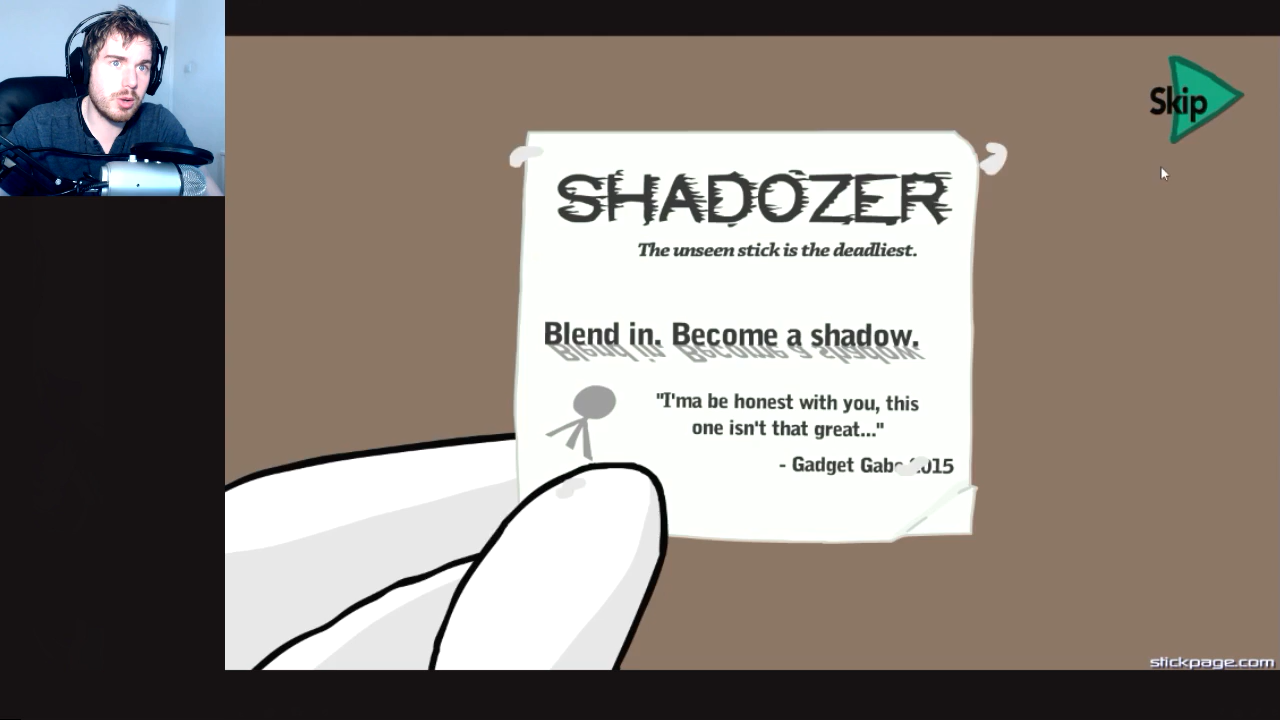 Skip
SHADOZER
The unseen stick is the deadliest.
Blend in. Become a shadow.
"I'ma be honest with you, this
one isn't that great..."
- Gadget Gabe 2015
stickpage.com